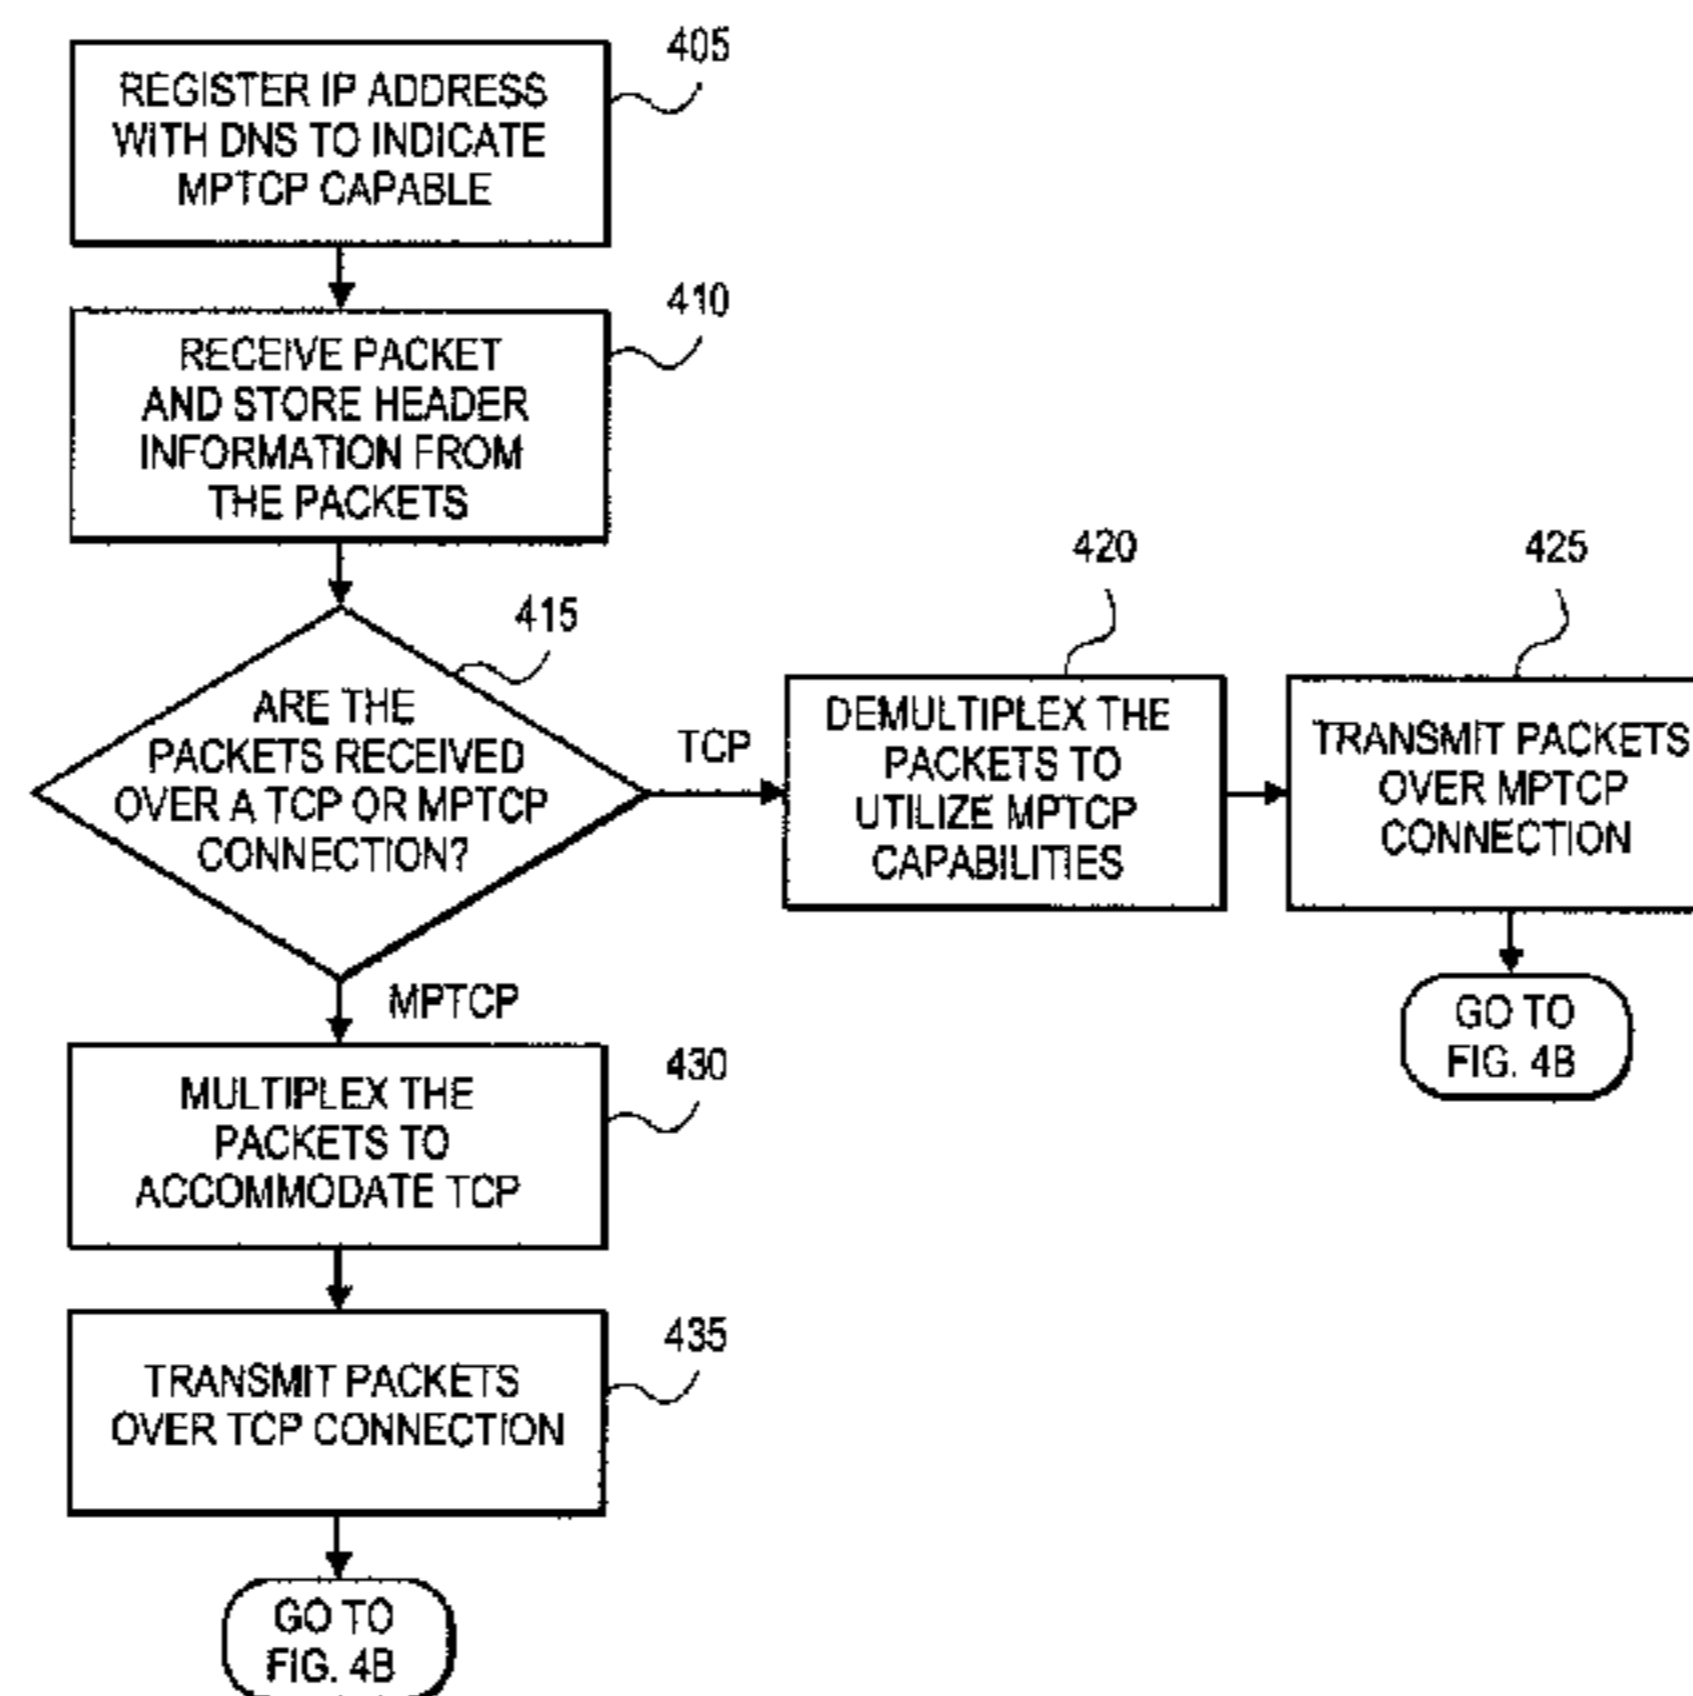 405
REGISTER IP ADDRESS
WITH DNS TO INDICATE
MPTCP CAPABLE
410
RECEIVE PACKET
AND STORE HEADER
INFORMATION FROM
THE PACKETS
415
ARE THE
PACKETS RECEIVED
OVER A TCP OR MPTCP
CONNECTION?
TCP
420
DEMULTIPLEX THE
PACKETS TO
UTILIZE MPTCP
CAPABILITIES
425
TRANSMIT PACKETS
OVER MPTCP
CONNECTION
GO TO
FIG. 4B
MPTCP
430
MULTIPLEX THE
PACKETS TO
ACCOMMODATE TCP
435
TRANSMIT PACKETS
OVER TCP CONNECTION
GO TO
FIG. 4B